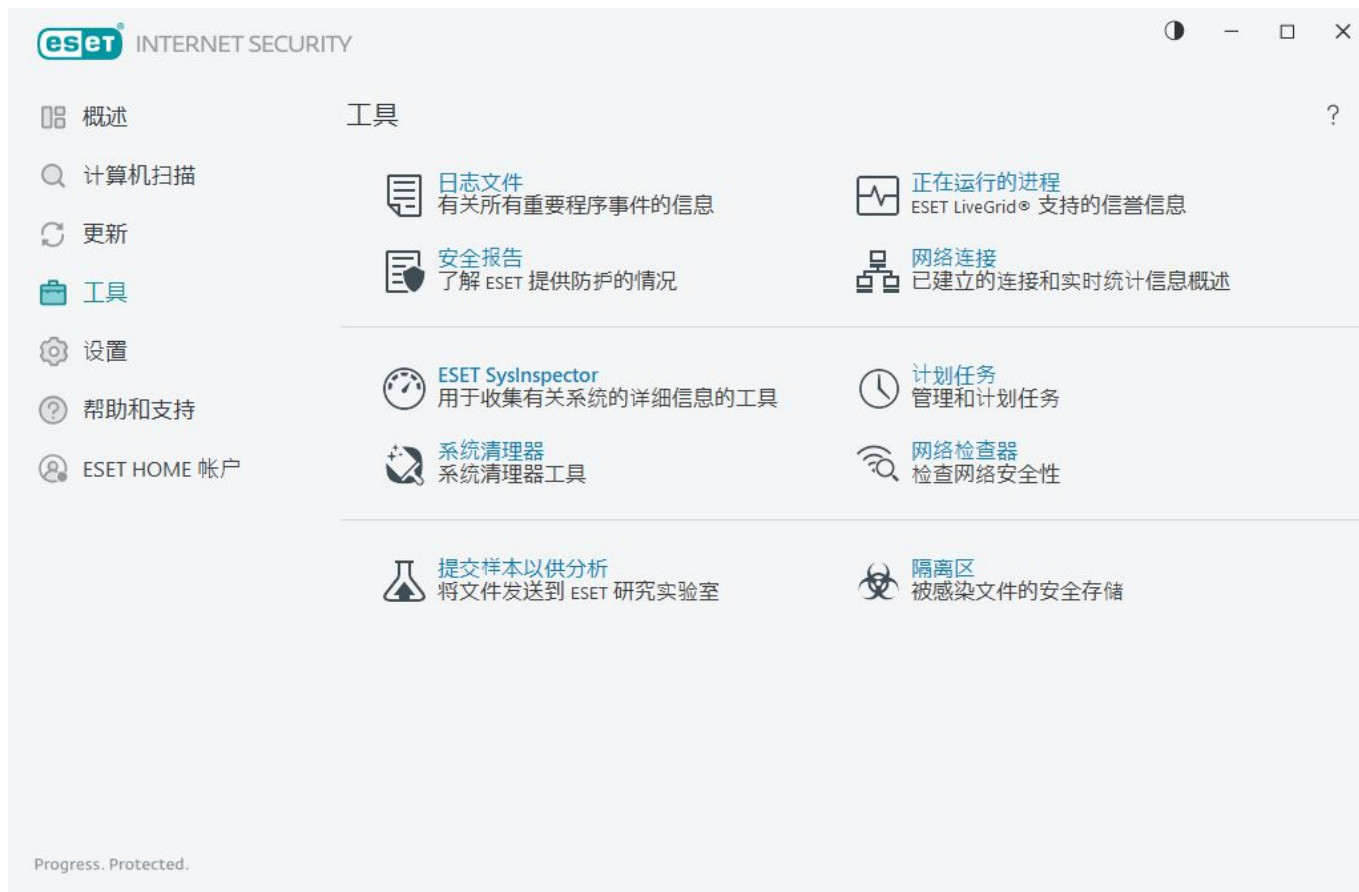 eset® INTERNET SECURITY
概述
计算机扫描
更新
工具
设置
帮助和支持
ESET HOME 帐户
工具
?
日志文件
有关所有重要程序事件的信息
正在运行的进程
ESET LiveGrid® 支持的信誉信息
安全报告
了解 ESET 提供防护的情况
网络连接
已建立的连接和实时统计信息概述
ESET SysInspector
用于收集有关系统的详细信息的工具
计划任务
管理和计划任务
系统清理器
系统清理器工具
网络检查器
检查网络安全性
提交样本以供分析
将文件发送到 ESET 研究实验室
隔离区
被感染文件的安全存储
Progress. Protected.